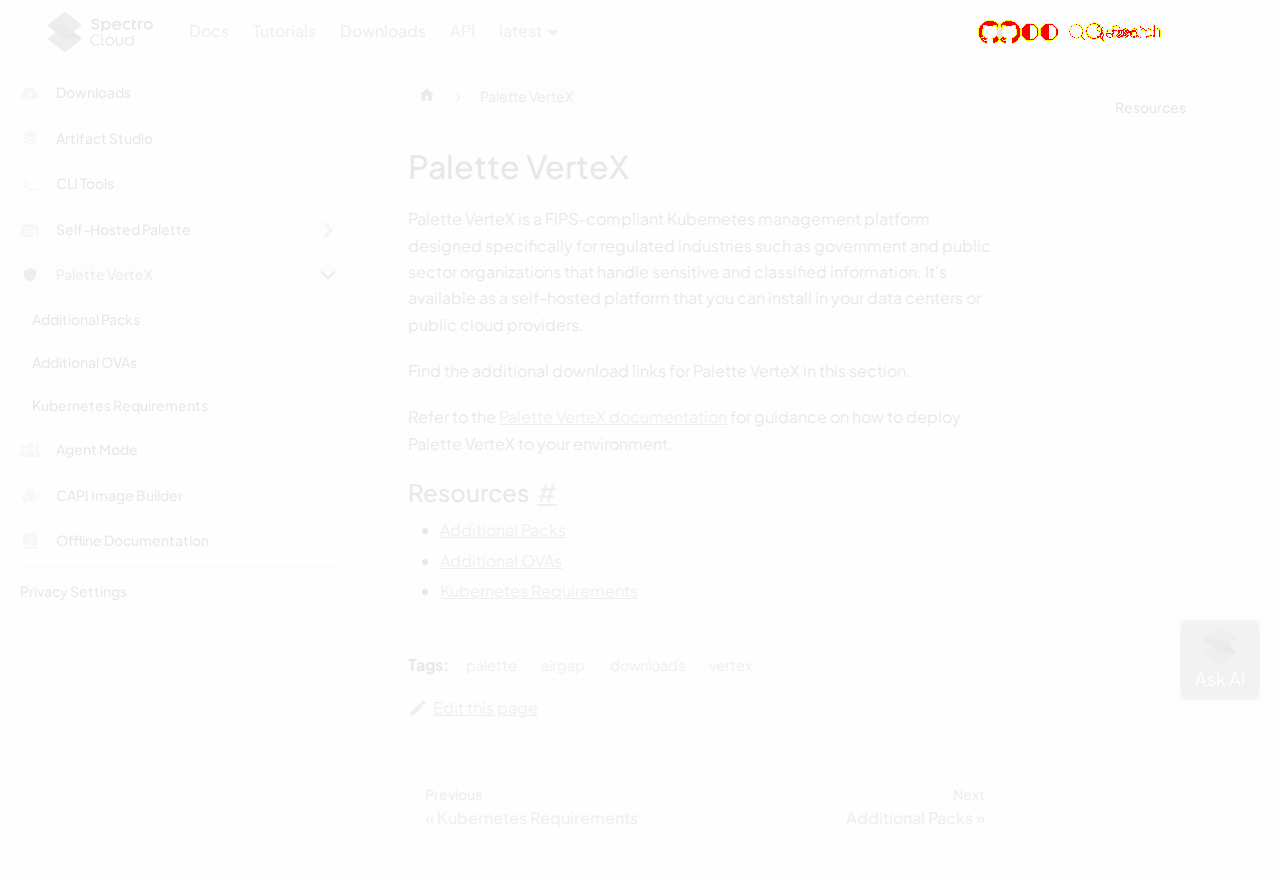 Spectro
Cloud
Docs
Tutorials
Downloads
API
latest
Search
Downloads
Artifact Studio
CLI Tools
Self-Hosted Palette
Palette VerteX
Additional Packs
Additional OVAs
Kubernetes Requirements
Agent Mode
CAPI Image Builder
Offline Documentation
Privacy Settings
Palette VerteX
Palette VerteX
Palette VerteX is a FIPS-compliant Kubernetes management platform
designed specifically for regulated industries such as government and public
sector organizations that handle sensitive and classified information. It's
available as a self-hosted platform that you can install in your data centers or
public cloud providers.
Find the additional download links for Palette VerteX in this section.
Refer to the Palette VerteX documentation for guidance on how to deploy
Palette VerteX to your environment.
Resources #
Additional Packs
Additional OVAs
Kubernetes Requirements
Tags: palette airgap downloads vertex
Edit this page
Previous
« Kubernetes Requirements
Next
Additional Packs »
Resources
Ask AI